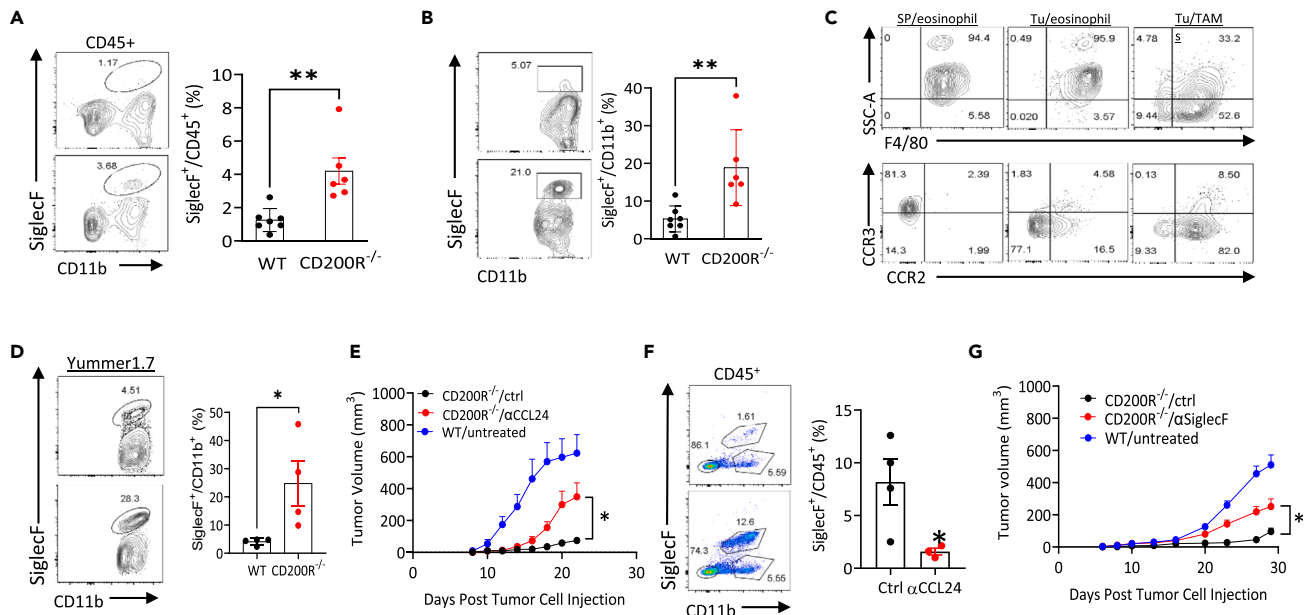 A
CD45+
1.17
3.68
SiglecF
CD11b
SiglecF+/CD45+ (%)
10
8
6
4
2
0
**
WT
CD200R-/-
B
5.07
21.0
SiglecF
CD11b
SiglecF+/CD11b+ (%)
40
30
20
10
0
**
WT
CD200R-/-
C
SP/eosinophil
Tu/eosinophil
Tu/TAM
s
0
94.4
0
5.58
0.49
95.9
0.020
3.57
4.78
33.2
9.44
52.6
SSC-A
F4/80
81.3
2.39
14.3
1.99
1.83
4.58
77.1
16.5
0.13
8.50
9.33
82.0
CCR3
CCR2
D
Yummer1.7
4.51
28.3
SiglecF
CD11b
SiglecF+/CD11b+ (%)
50
40
30
20
10
0
*
WT
CD200R-/-
E
CD200R-/-/ctrl
CD200R-/-/αCCL24
WT/untreated
Tumor Volume (mm3)
1000
800
600
400
200
0
0
10
20
30
*
Days Post Tumor Cell Injection
F
CD45+
1.61
86.1
5.59
12.6
74.3
5.56
SiglecF
CD11b
SiglecF+/CD45+ (%)
15
10
5
0
*
Ctrl αCCL24
G
CD200R-/-/ctrl
CD200R-/-/αSiglecF
WT/untreated
Tumor volume (mm3)
1000
800
600
400
200
0
0
10
20
30
*
Days Post Tumor Cell Injection